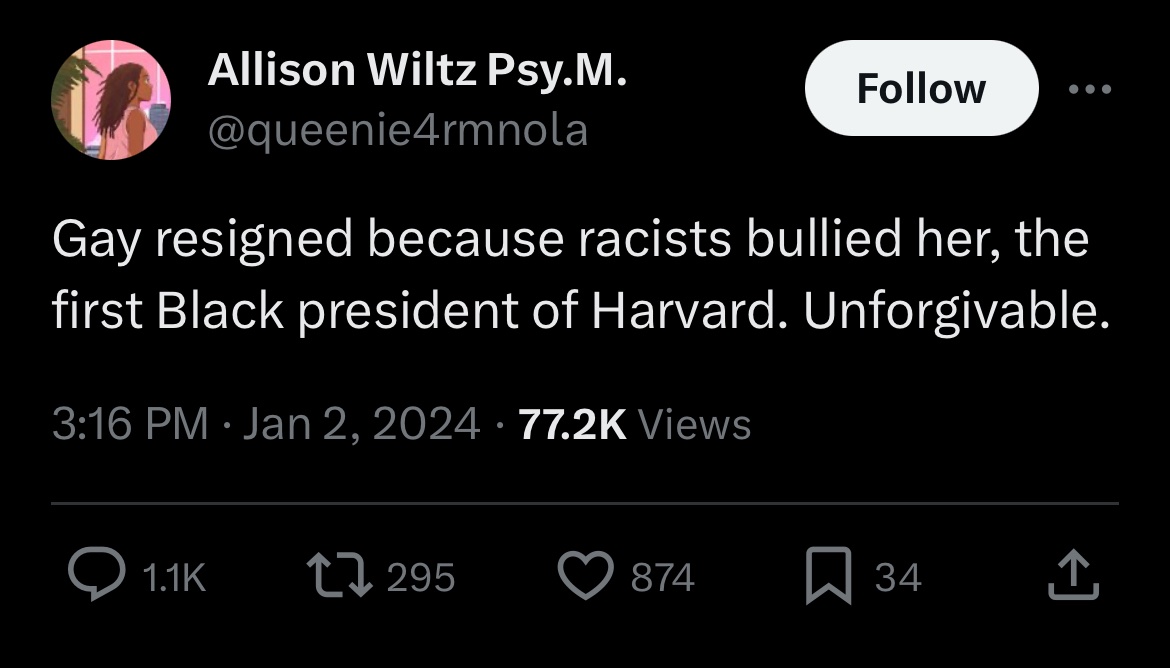 Allison Wiltz Psy.M.
Follow
@queenie4rmnola
Gay resigned because racists bullied her, the
first Black president of Harvard. Unforgivable.
3:16 PM · Jan 2, 2024 · 77.2K Views
1.1K 295 874 34